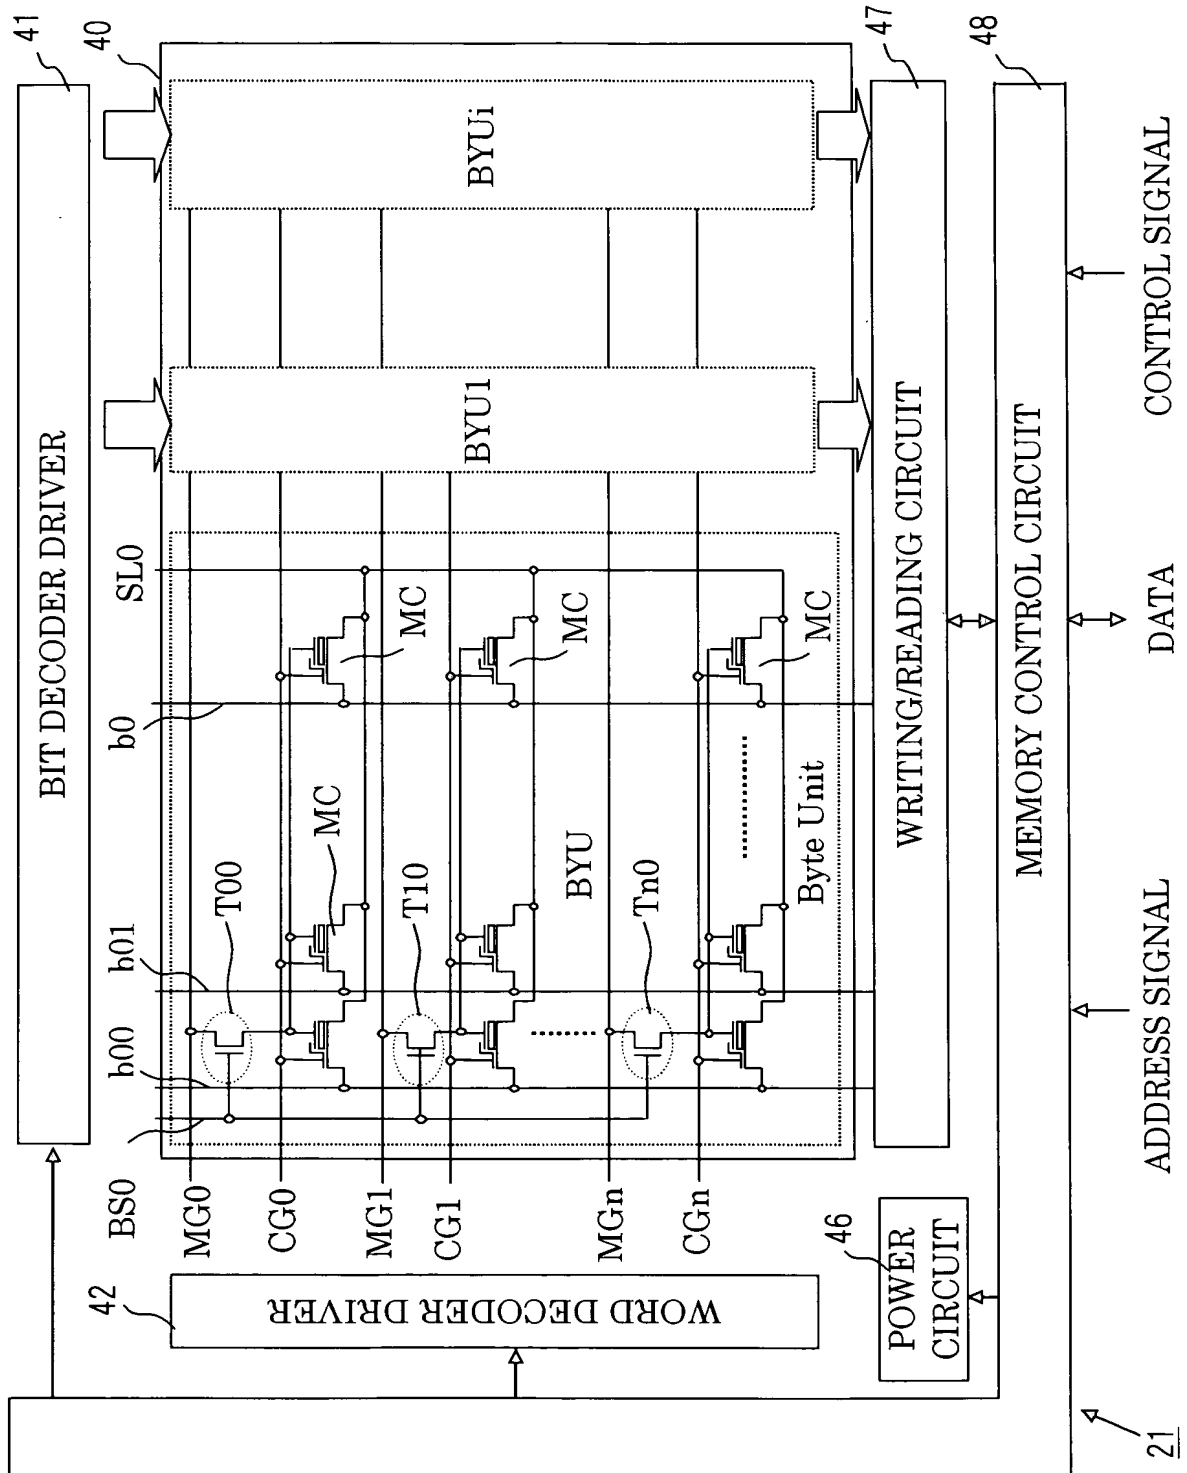 BIT DECODER DRIVER
41
42
WORD DECODER DRIVER
BS0
b00
b01
b0
SL0
40
MG0
CG0
MG1
CG1
MGn
CGn
T00
MC
MC
T10
MC
BYU
Tn0
MC
Byte Unit
BYU1
BYUi
46
POWER
CIRCUIT
WRITING/READING CIRCUIT
47
MEMORY CONTROL CIRCUIT
48
21
ADDRESS SIGNAL
DATA
CONTROL SIGNAL